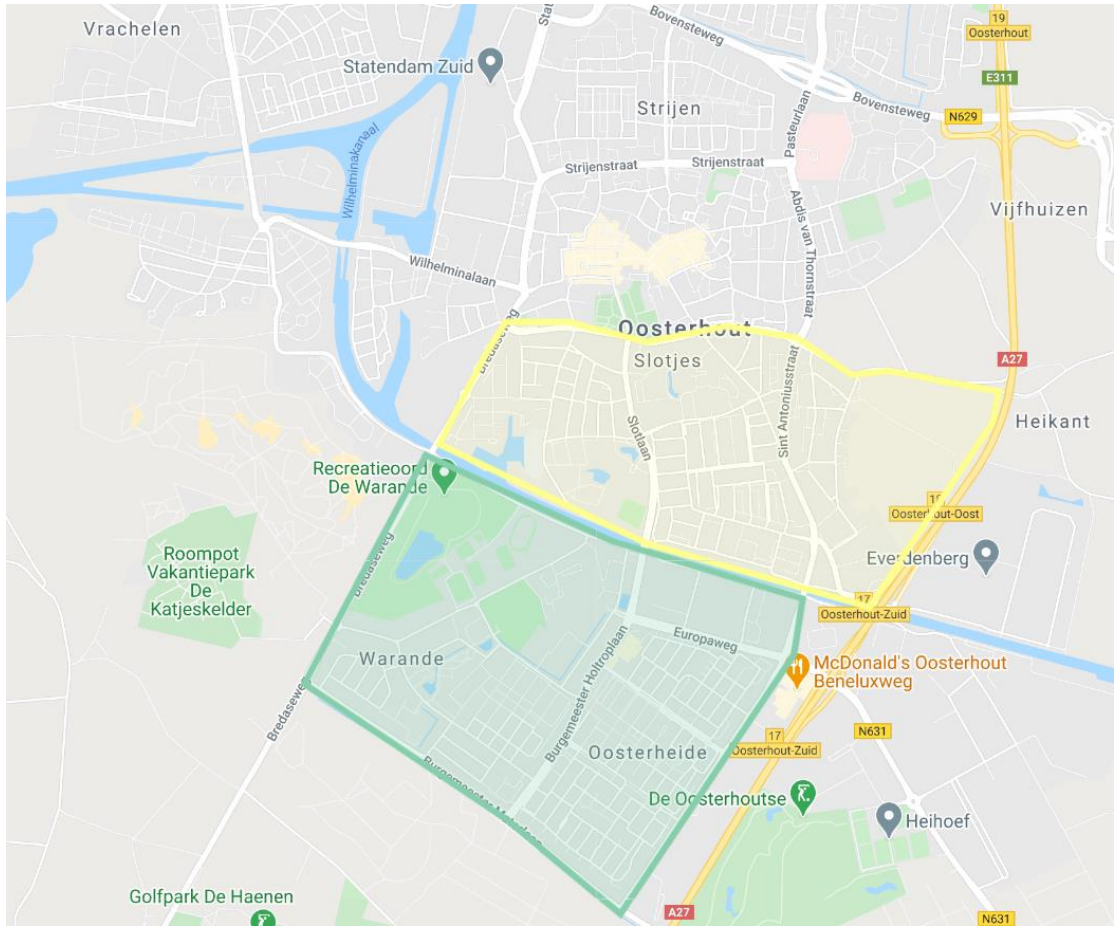 Vrachelen
Statendam Zuid
Bovensteweg
19
Oosterhout
E311
Strijen
Bovensteweg
N629
Pasteurlaan
Wilhelminakanaal
Strijenstraat
Strijenstraat
Abdis van Thornstraat
Vijfhuizen
Wilhelminalaan
Bredaseweg
Oosterhout
Slotjes
A27
Sint Antoniusstraat
Slotlaan
Heikant
Recreatieoord
De Warande
Oosterhout-Oost
Everdenberg
Roompot
Vakantiepark
De
Katjeskelder
Bredaseweg
17
Oosterhout-Zuid
Europaweg
Warande
McDonald's Oosterhout
Beneluxweg
Bredaseweg
Burgemeester Holtroplaan
N631
17
Oosterhout-Zuid
Oosterheide
De Oosterhoutse
Heihoef
Golfpark De Haenen
A27
N631